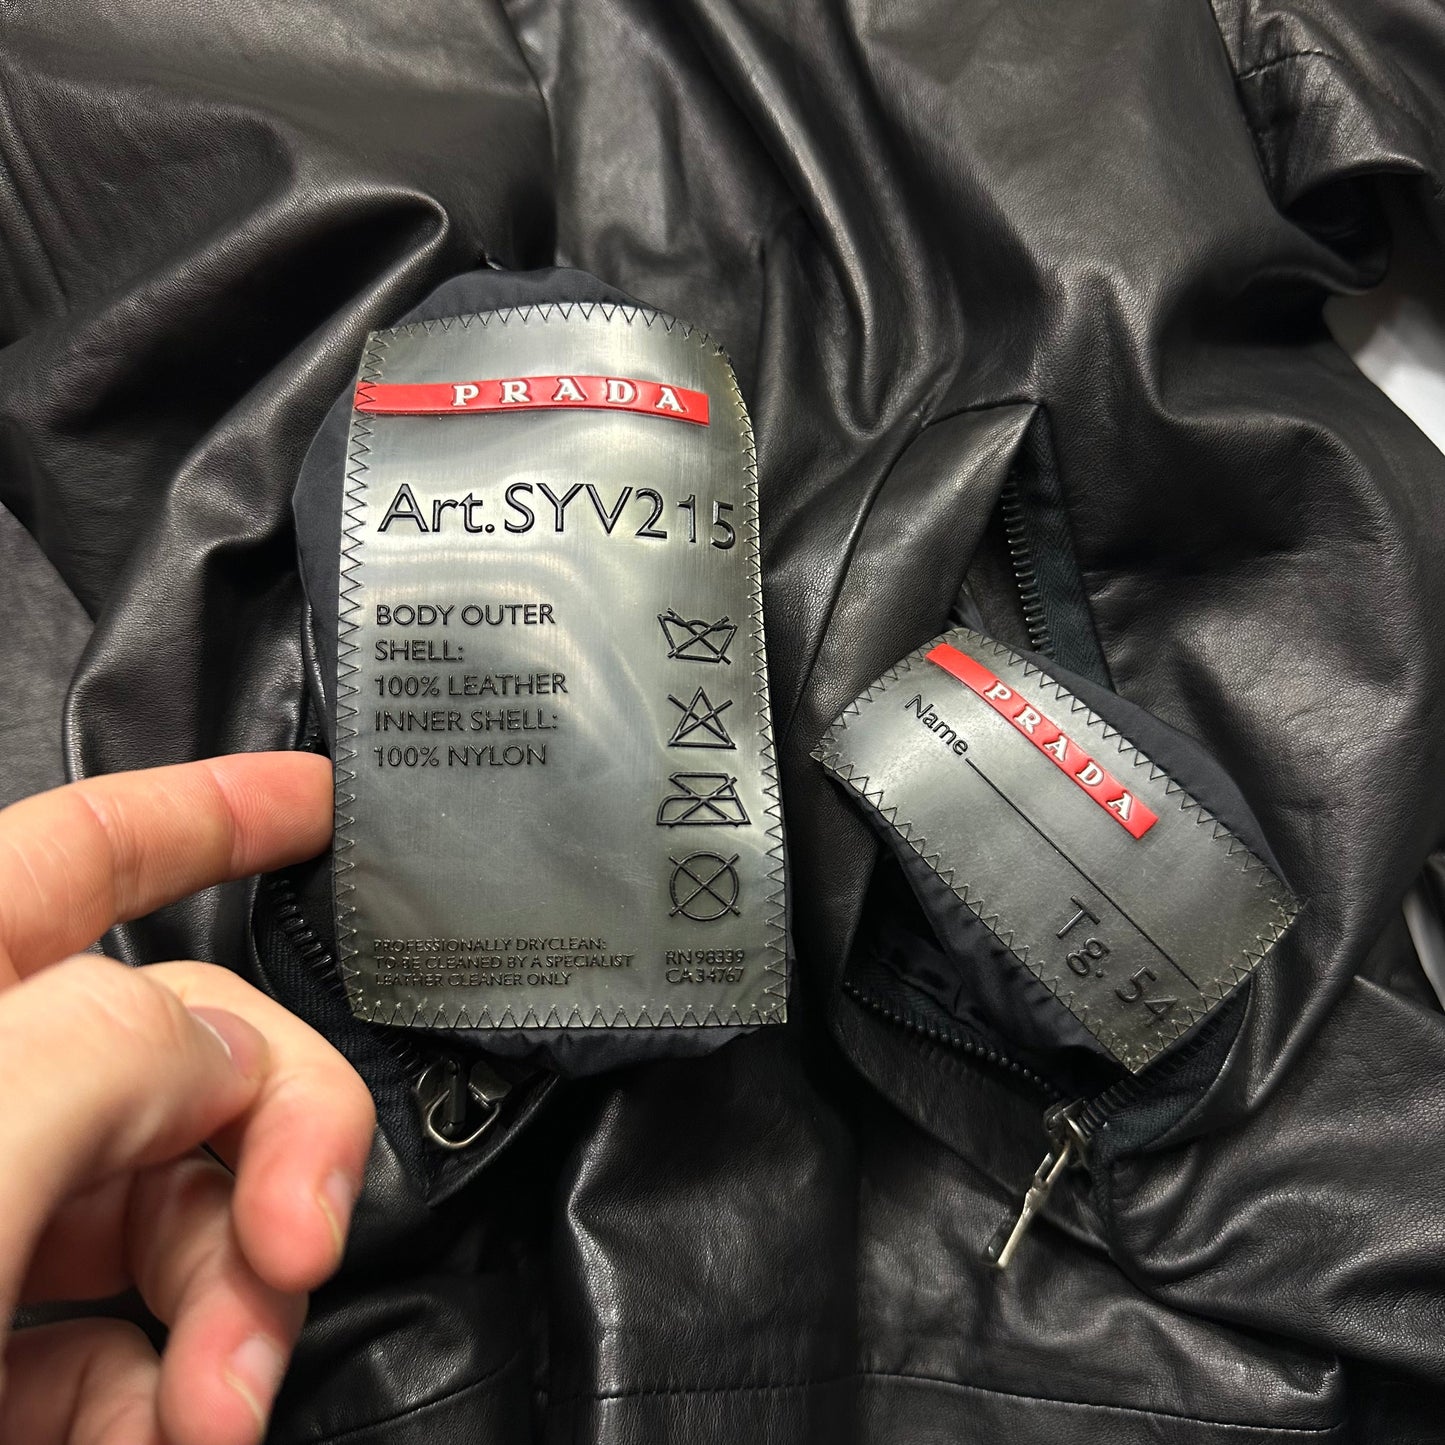 PRADA
Art.SYV215
BODY OUTER
SHELL:
100% LEATHER
INNER SHELL:
100% NYLON
PROFESSIONALLY DRYCLEAN:
TO BE CLEANED BY A SPECIALIST
LEATHER CLEANER ONLY
RN 98339
CA 34767
PRADA
Name
Tg. 54